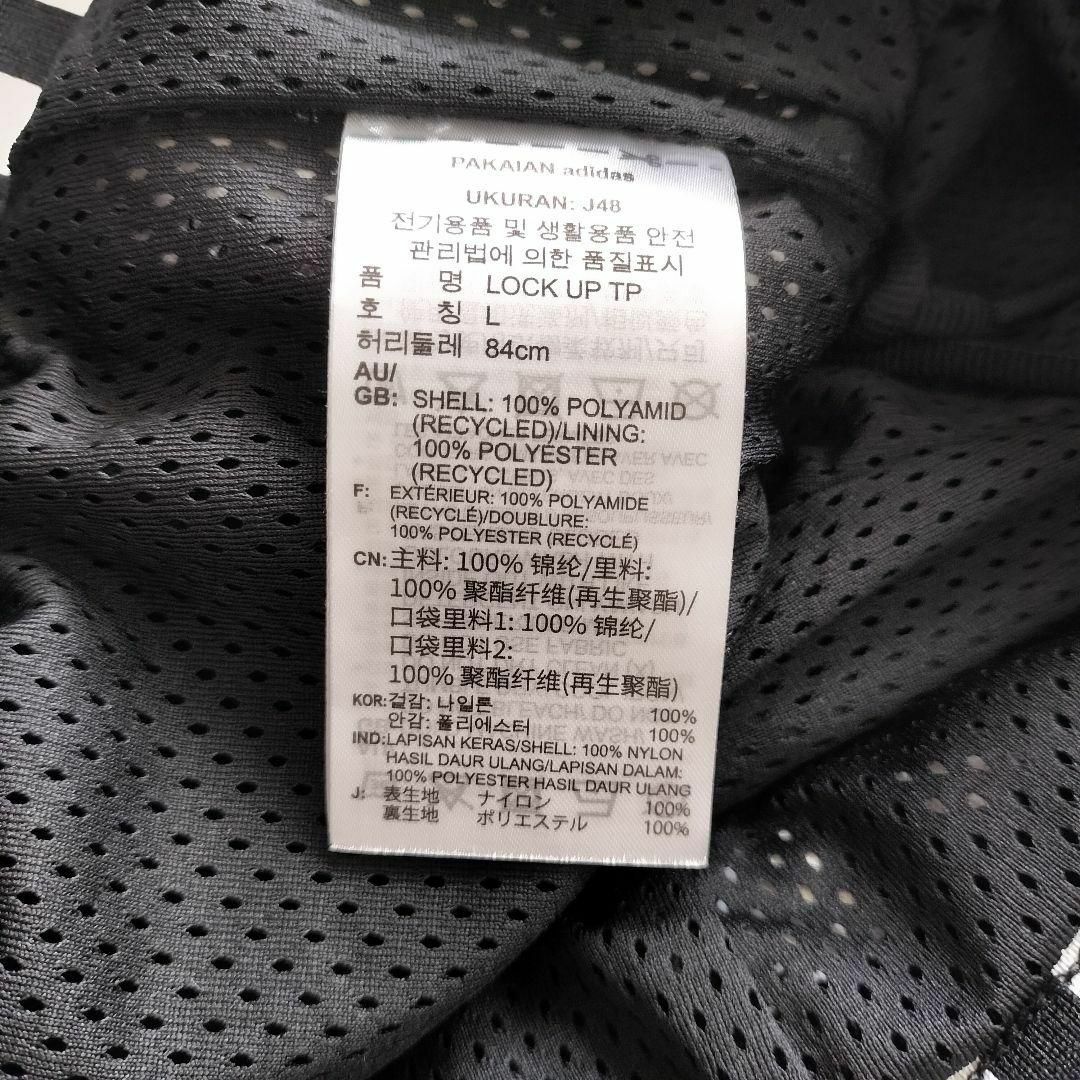 PAKAIAN adidas
UKURAN: J48
전기용품 및 생활용품 안전
관리법에 의한 품질표시
품 명 LOCK UP TP
호 칭 L
허리둘레 84cm
AU/
GB: SHELL: 100% POLYAMID
(RECYCLED)/LINING:
100% POLYESTER
(RECYCLED)
F: EXTÉRIEUR: 100% POLYAMIDE
(RECYCLÉ)/DOUBLURE:
100% POLYESTER (RECYCLÉ)
CN: 主料: 100% 锦纶/里料:
100% 聚酯纤维(再生聚酯)/
口袋里料1: 100% 锦纶/
口袋里料2:
100% 聚酯纤维(再生聚酯)
KOR: 겉감: 나일론 100%
안감: 폴리에스터 100%
IND: LAPISAN KERAS/SHELL: 100% NYLON
HASIL DAUR ULANG/LAPISAN DALAM:
100% POLYESTER HASIL DAUR ULANG
J: 表生地 ナイロン 100%
裏生地 ポリエステル 100%